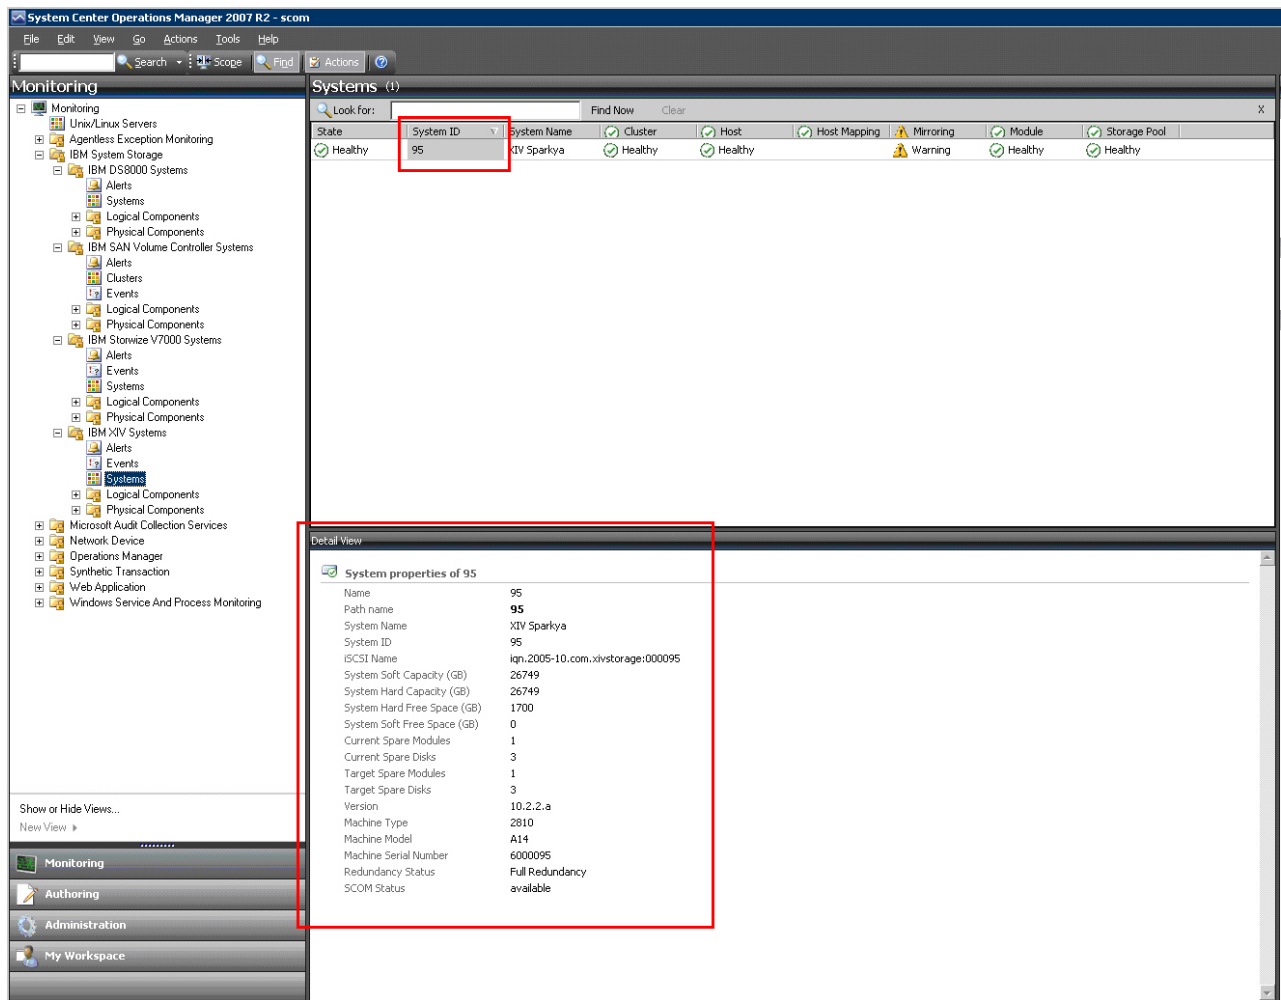 System Center Operations Manager 2007 R2 - scom
File Edit View Go Actions Tools Help
Search Scope Find Actions
Monitoring
Monitoring
Unix/Linux Servers
Agentless Exception Monitoring
IBM System Storage
IBM DS8000 Systems
Alerts
Systems
Logical Components
Physical Components
IBM SAN Volume Controller Systems
Alerts
Clusters
Events
Logical Components
Physical Components
IBM Storwize V7000 Systems
Alerts
Events
Systems
Logical Components
Physical Components
IBM XIV Systems
Alerts
Events
Systems
Logical Components
Physical Components
Microsoft Audit Collection Services
Network Device
Operations Manager
Synthetic Transaction
Web Application
Windows Service And Process Monitoring
Show or Hide Views...
New View
Monitoring
Authoring
Administration
My Workspace
Systems (1)
Look for: Find Now Clear X
State System ID System Name Cluster Host Host Mapping Mirroring Module Storage Pool
Healthy 95 XIV Sparkya Healthy Healthy Warning Healthy Healthy
Detail View
System properties of 95
Name 95
Path name 95
System Name XIV Sparkya
System ID 95
iSCSI Name iqn.2005-10.com.xivstorage:000095
System Soft Capacity (GB) 26749
System Hard Capacity (GB) 26749
System Hard Free Space (GB) 1700
System Soft Free Space (GB) 0
Current Spare Modules 1
Current Spare Disks 3
Target Spare Modules 1
Target Spare Disks 3
Version 10.2.2.a
Machine Type 2810
Machine Model A14
Machine Serial Number 6000095
Redundancy Status Full Redundancy
SCOM Status available